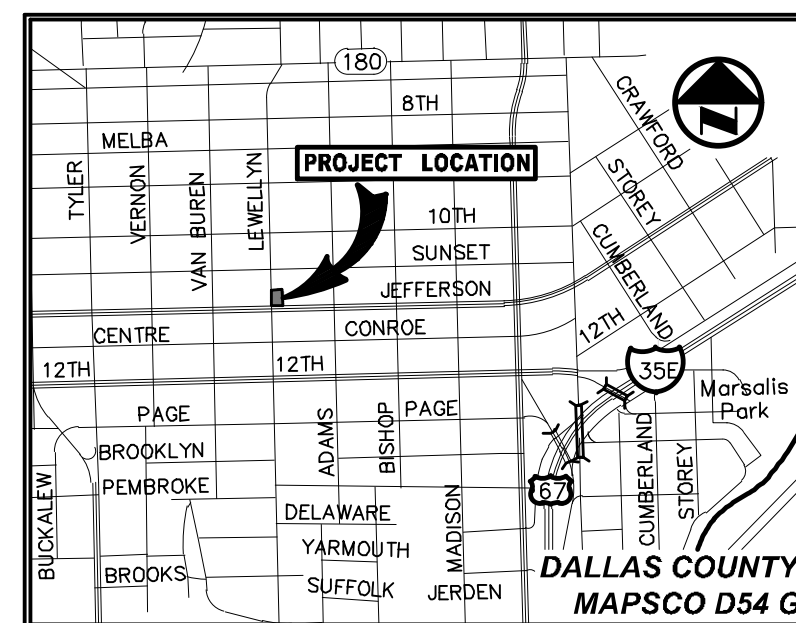 180
8TH
MELBA
CRAWFORD
N
PROJECT LOCATION
TYLER
VERNON
VAN BUREN
LEWELLYN
STOREY
10TH
SUNSET
CUMBERLAND
JEFFERSON
CENTRE
CONROE
12TH
12TH
12TH
35E
Marsalis
Park
PAGE
PAGE
ADAMS
BISHOP
BROOKLYN
PEMBROKE
67
CUMBERLAND
STOREY
BUCKALEW
DELAWARE
MADISON
YARMOUTH
BROOKS
SUFFOLK
JERDEN
DALLAS COUNTY
MAPSCO D54 G